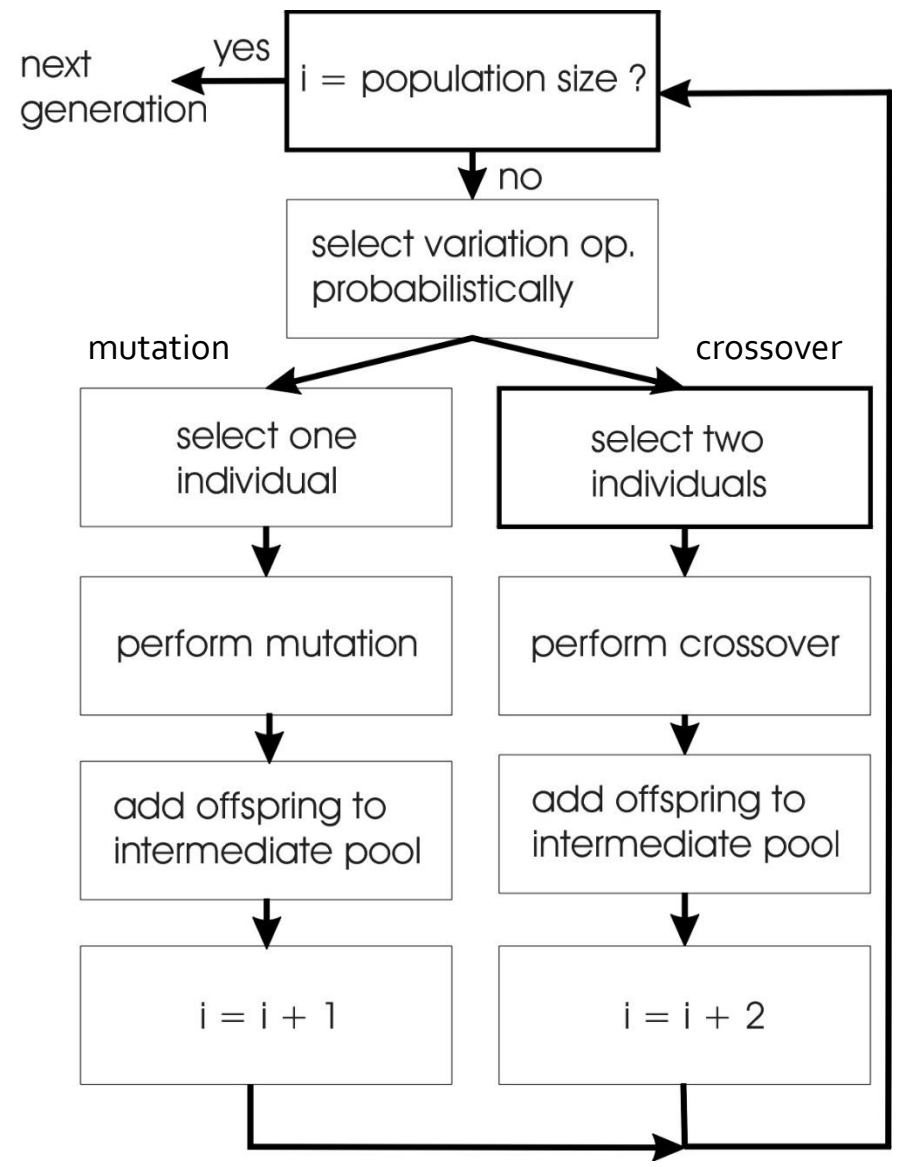 yes
next
generation
i = population size ?
no
select variation op.
probabilistically
mutation
crossover
select one
individual
select two
individuals
perform mutation
perform crossover
add offspring to
intermediate pool
add offspring to
intermediate pool
i = i + 1
i = i + 2